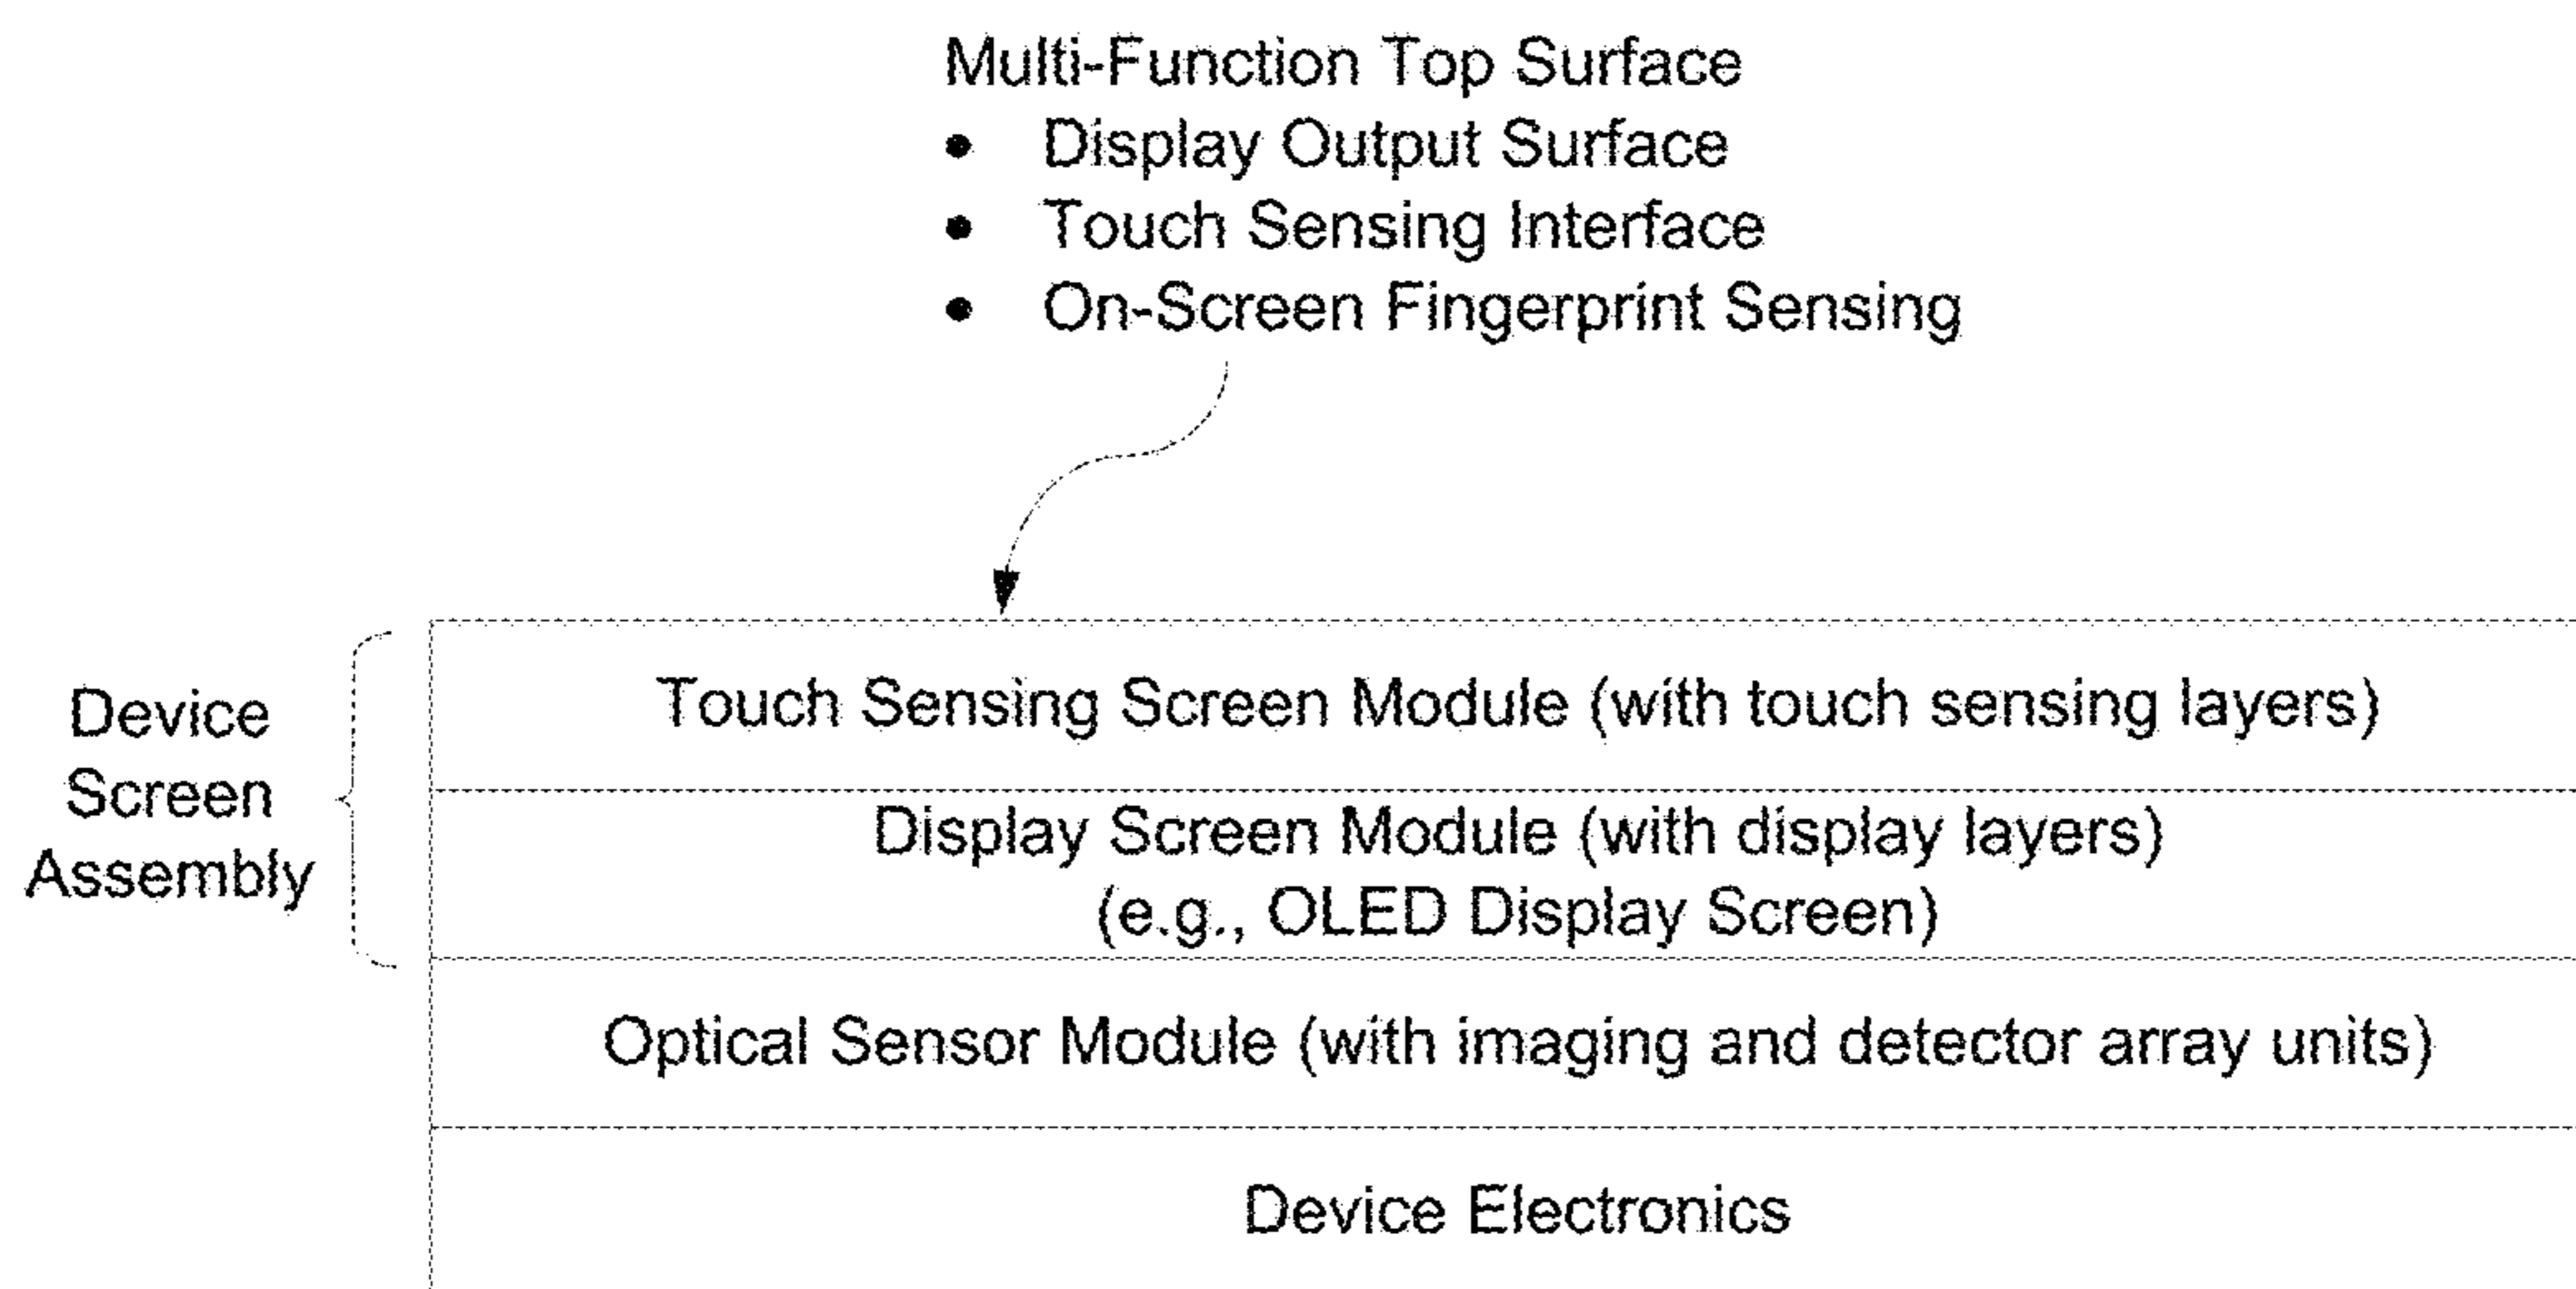 Multi-Function Top Surface
• Display Output Surface
• Touch Sensing Interface
• On-Screen Fingerprint Sensing
Device
Screen
Assembly
Touch Sensing Screen Module (with touch sensing layers)
Display Screen Module (with display layers)
(e.g., OLED Display Screen)
Optical Sensor Module (with imaging and detector array units)
Device Electronics